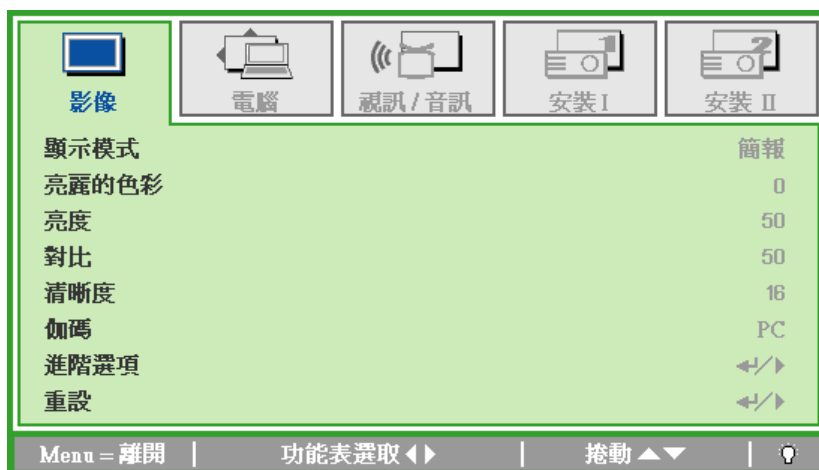 影像 電腦 視訊 / 音訊 安裝 I 安裝 II
顯示模式 簡報
亮麗的色彩 0
亮度 50
對比 50
清晰度 16
伽碼 PC
進階選項
重設
Menu = 離開 功能表選取 捲動